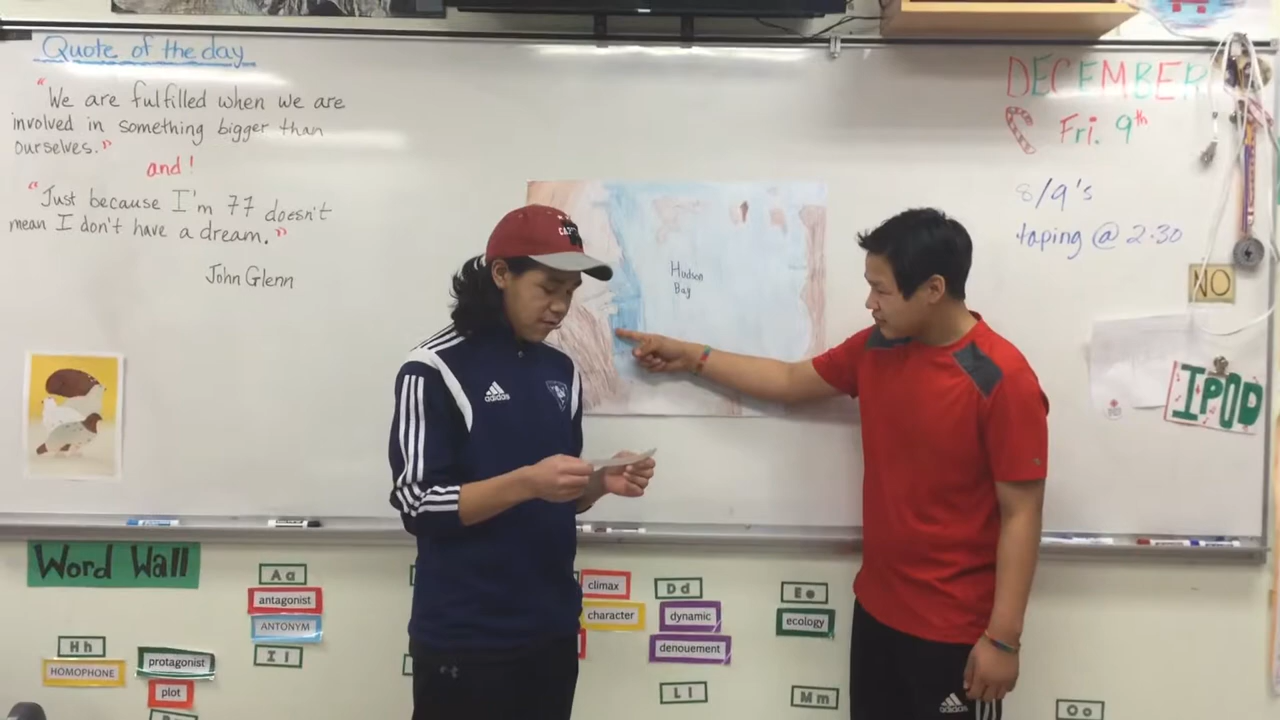 Quote of the day
"We are fulfilled when we are
involved in something bigger than
ourselves."
and!
"Just because I'm 77 doesn't
mean I don't have a dream."
John Glenn
Hudson
Bay
DECEMBER
Fri. 9th
8/9's
taping @ 2:30
NO
IPOD
adidas
Word Wall
Aa
antagonist
ANTONYM
Ii
Hh
HOMOPHONE
protagonist
plot
climax
character
Dd
dynamic
denouement
Ll
Ee
ecology
Mm
Oo
adidas